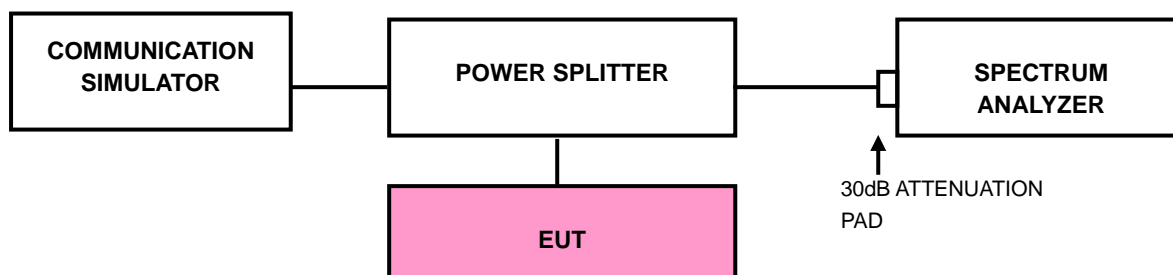 COMMUNICATION
SIMULATOR
POWER SPLITTER
SPECTRUM
ANALYZER
30dB ATTENUATION
PAD
EUT